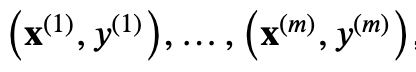 (𝐱⁽¹⁾, y⁽¹⁾), … , (𝐱⁽ᵐ⁾, y⁽ᵐ⁾),